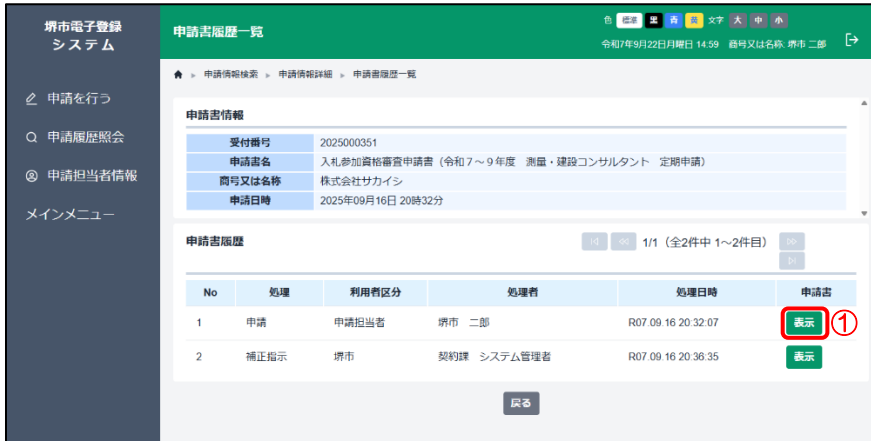 堺市電子登録
システム
申請を行う
申請履歴照会
申請担当者情報
メインメニュー
申請書履歴一覧
色 標準 黒 青 黄 文字 大 中 小
令和7年9月22日月曜日 14:59 商号又は名称: 堺市 二郎
申請情報検索 ▶ 申請情報詳細 ▶ 申請書履歴一覧
申請書情報
受付番号 2025000351
申請書名 入札参加資格審査申請書（令和７～９年度 測量・建設コンサルタント 定期申請）
商号又は名称 株式会社サカイシ
申請日時 2025年09月16日 20時32分
申請書履歴
1/1（全2件中 1～2件目）
No 処理 利用者区分 処理者 処理日時 申請書
1 申請 申請担当者 堺市 二郎 R07.09.16 20:32:07 表示 ①
2 補正指示 堺市 契約課 システム管理者 R07.09.16 20:36:35 表示
戻る